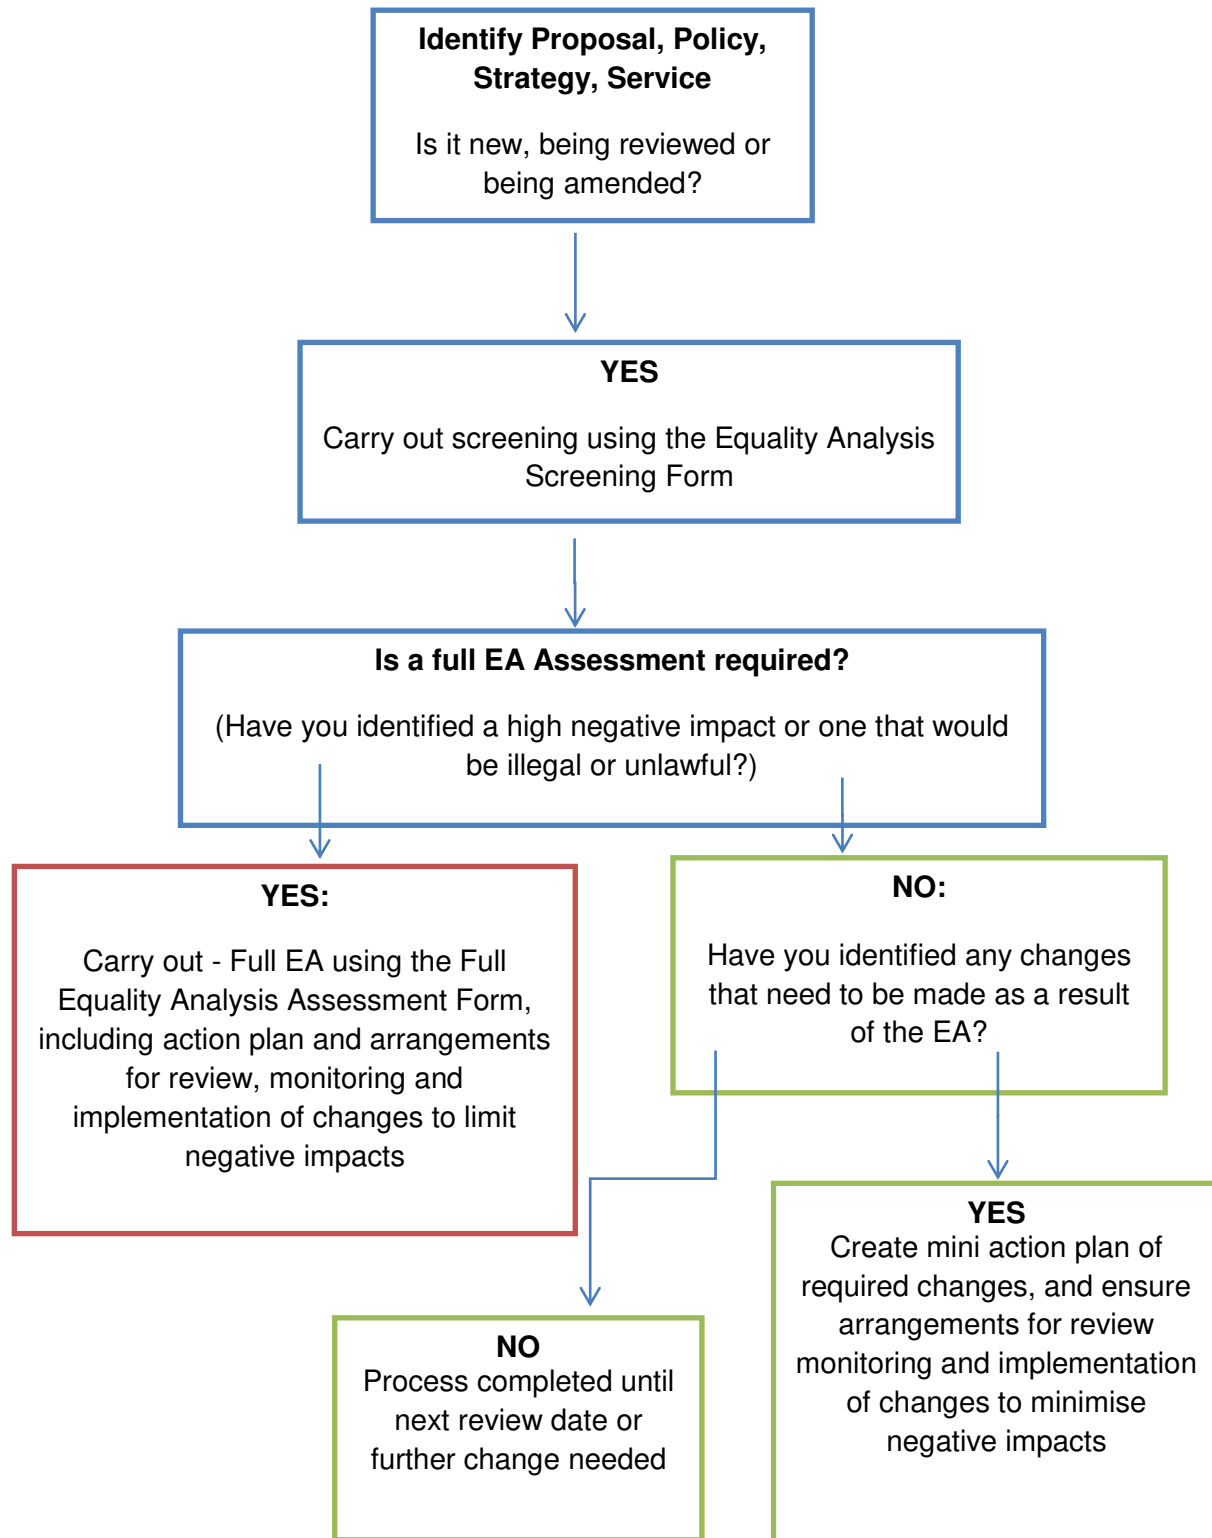 Identify Proposal, Policy,
Strategy, Service
Is it new, being reviewed or
being amended?
YES
Carry out screening using the Equality Analysis
Screening Form
Is a full EA Assessment required?
(Have you identified a high negative impact or one that would
be illegal or unlawful?)
YES:
Carry out - Full EA using the Full
Equality Analysis Assessment Form,
including action plan and arrangements
for review, monitoring and
implementation of changes to limit
negative impacts
NO:
Have you identified any changes
that need to be made as a result
of the EA?
NO
Process completed until
next review date or
further change needed
YES
Create mini action plan of
required changes, and ensure
arrangements for review
monitoring and implementation
of changes to minimise
negative impacts